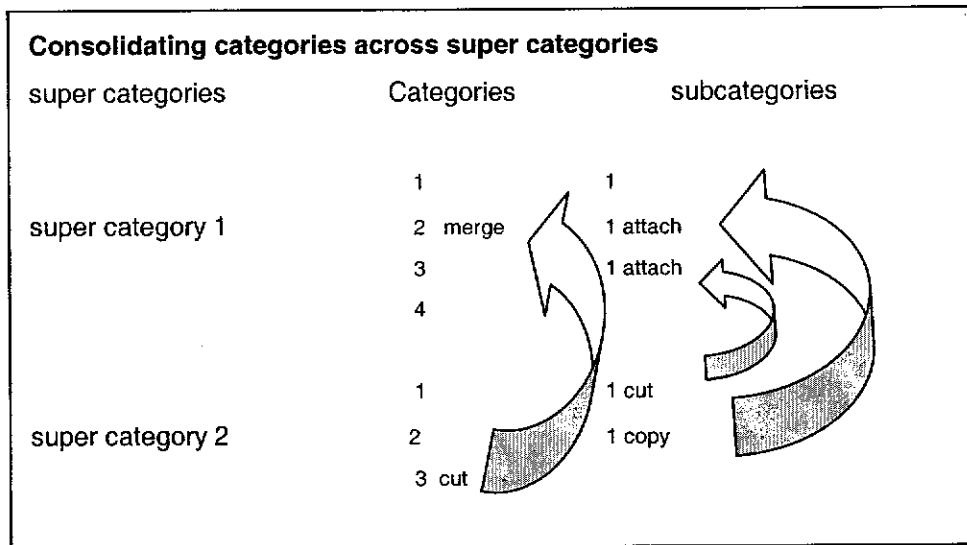 Consolidating categories across super categories
super categories Categories subcategories
1 1
super category 1 2 merge 1 attach
3 1 attach
4
1 1 cut
super category 2 2 1 copy
3 cut